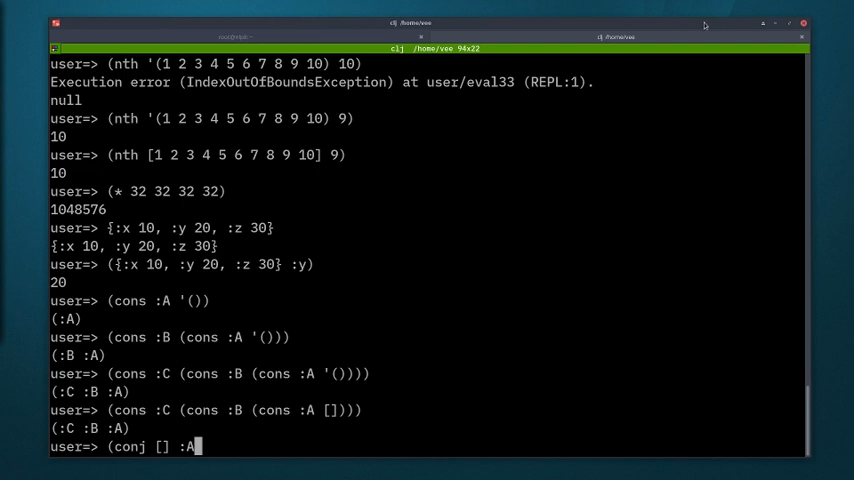 clj /home/vee
root@nlpub ~
clj /home/vee
clj /home/vee 94x22
user=> (nth '(1 2 3 4 5 6 7 8 9 10) 10)
Execution error (IndexOutOfBoundsException) at user/eval33 (REPL:1).
null
user=> (nth '(1 2 3 4 5 6 7 8 9 10) 9)
10
user=> (nth [1 2 3 4 5 6 7 8 9 10] 9)
10
user=> (* 32 32 32 32)
1048576
user=> {:x 10, :y 20, :z 30}
{:x 10, :y 20, :z 30}
user=> ({:x 10, :y 20, :z 30} :y)
20
user=> (cons :A '())
(:A)
user=> (cons :B (cons :A '()))
(:B :A)
user=> (cons :C (cons :B (cons :A '())))
(:C :B :A)
user=> (cons :C (cons :B (cons :A [])))
(:C :B :A)
user=> (conj [] :A